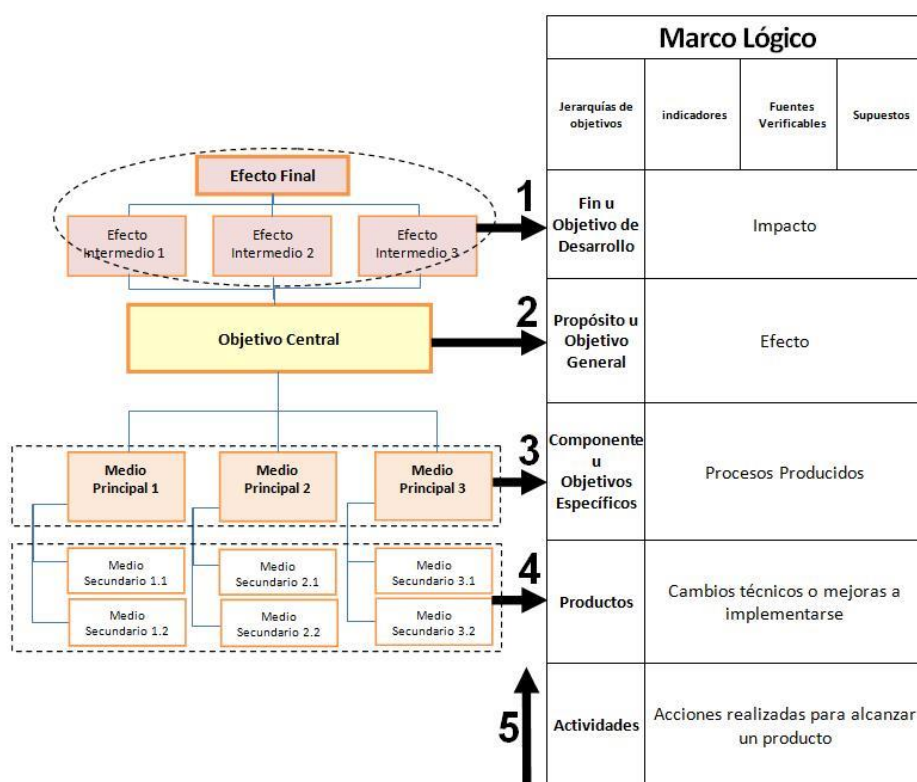 Marco Lógico
Jerarquías de
objetivos
indicadores
Fuentes
Verificables
Supuestos
Efecto Final
Efecto
Intermedio 1
Efecto
Intermedio 2
Efecto
Intermedio 3
1
Fin u
Objetivo de
Desarrollo
Impacto
Objetivo Central
2
Propósito u
Objetivo
General
Efecto
Medio
Principal 1
Medio
Principal 2
Medio
Principal 3
3
Componente
u
Objetivos
Específicos
Procesos Producidos
Medio
Secundario 1.1
Medio
Secundario 2.1
Medio
Secundario 3.1
Medio
Secundario 1.2
Medio
Secundario 2.2
Medio
Secundario 3.2
4
Productos
Cambios técnicos o mejoras a
implementarse
5
Actividades
Acciones realizadas para alcanzar
un producto